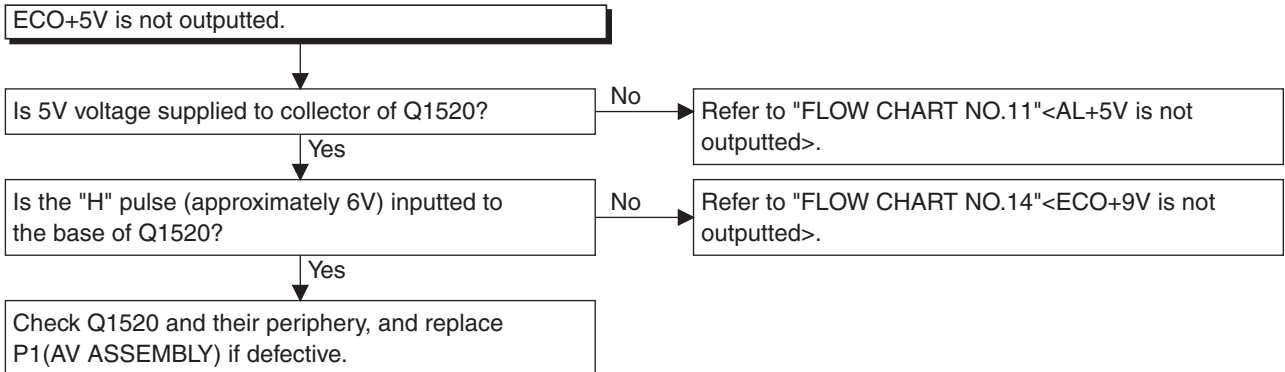 ECO+5V is not outputted.
Is 5V voltage supplied to collector of Q1520?
No
Refer to "FLOW CHART NO.11"<AL+5V is not
outputted>.
Yes
Is the "H" pulse (approximately 6V) inputted to
the base of Q1520?
No
Refer to "FLOW CHART NO.14"<ECO+9V is not
outputted>.
Yes
Check Q1520 and their periphery, and replace
P1(AV ASSEMBLY) if defective.